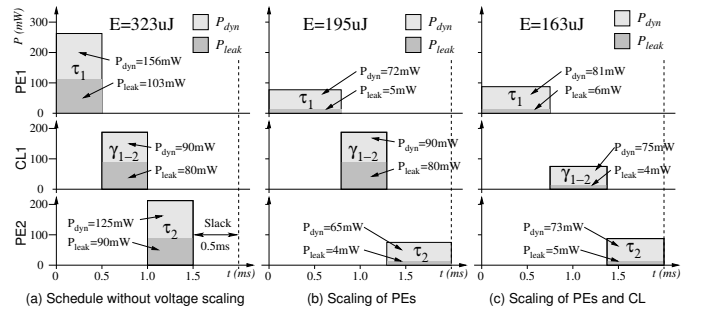 P (mW)
300
200
100
0
PE1
E=323uJ
P_dyn
P_leak
τ1
P_dyn=156mW
P_leak=103mW
200
100
0
CL1
γ1−2
P_dyn=90mW
P_leak=80mW
200
100
0
PE2
P_dyn=125mW
P_leak=90mW
τ2
Slack
0.5ms
0 0.5 1.0 1.5 t (ms)
(a) Schedule without voltage scaling
E=195uJ
P_dyn
P_leak
τ1
P_dyn=72mW
P_leak=5mW
γ1−2
P_dyn=90mW
P_leak=80mW
P_dyn=65mW
P_leak=4mW
τ2
0 0.5 1.0 1.5 t (ms)
(b) Scaling of PEs
E=163uJ
P_dyn
P_leak
τ1
P_dyn=81mW
P_leak=6mW
γ1−2
P_dyn=75mW
P_leak=4mW
P_dyn=73mW
P_leak=5mW
τ2
0 0.5 1.0 1.5 t (ms)
(c) Scaling of PEs and CL